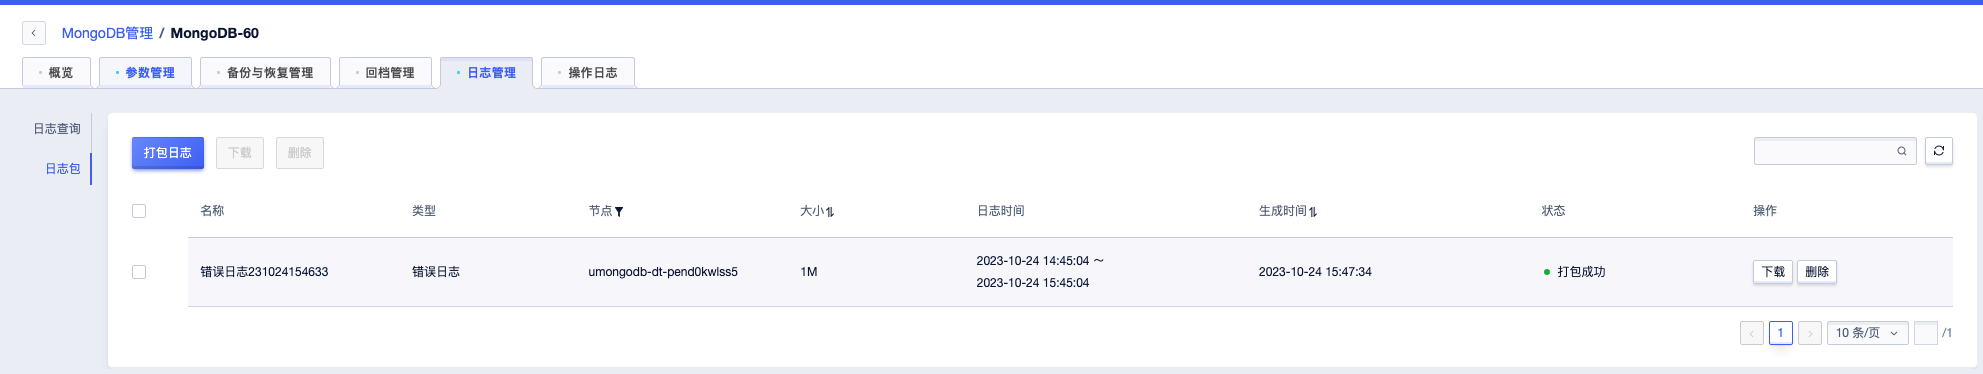 MongoDB管理 / MongoDB-60
概览 参数管理 备份与恢复管理 回档管理 日志管理 操作日志
日志查询
日志包
打包日志 下载 删除
名称 类型 节点 大小 日志时间 生成时间 状态 操作
错误日志231024154633 错误日志 umongodb-dt-pend0kwlss5 1M 2023-10-24 14:45:04 ～ 2023-10-24 15:47:34 打包成功 下载 删除
2023-10-24 15:45:04
1 10 条/页 /1